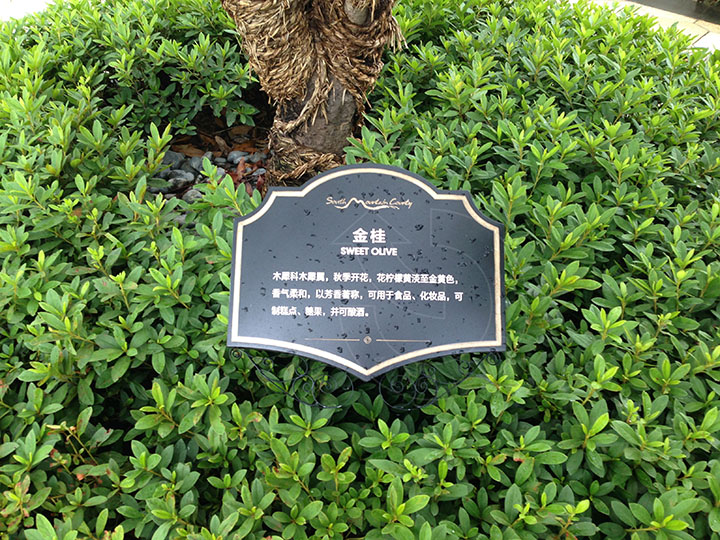 South Mountain County
金桂
SWEET OLIVE
木犀科木犀属，秋季开花，花柠檬黄淡至金黄色，
香气柔和，以芳香著称，可用于食品、化妆品，可
制糕点、糖果，并可酿酒。